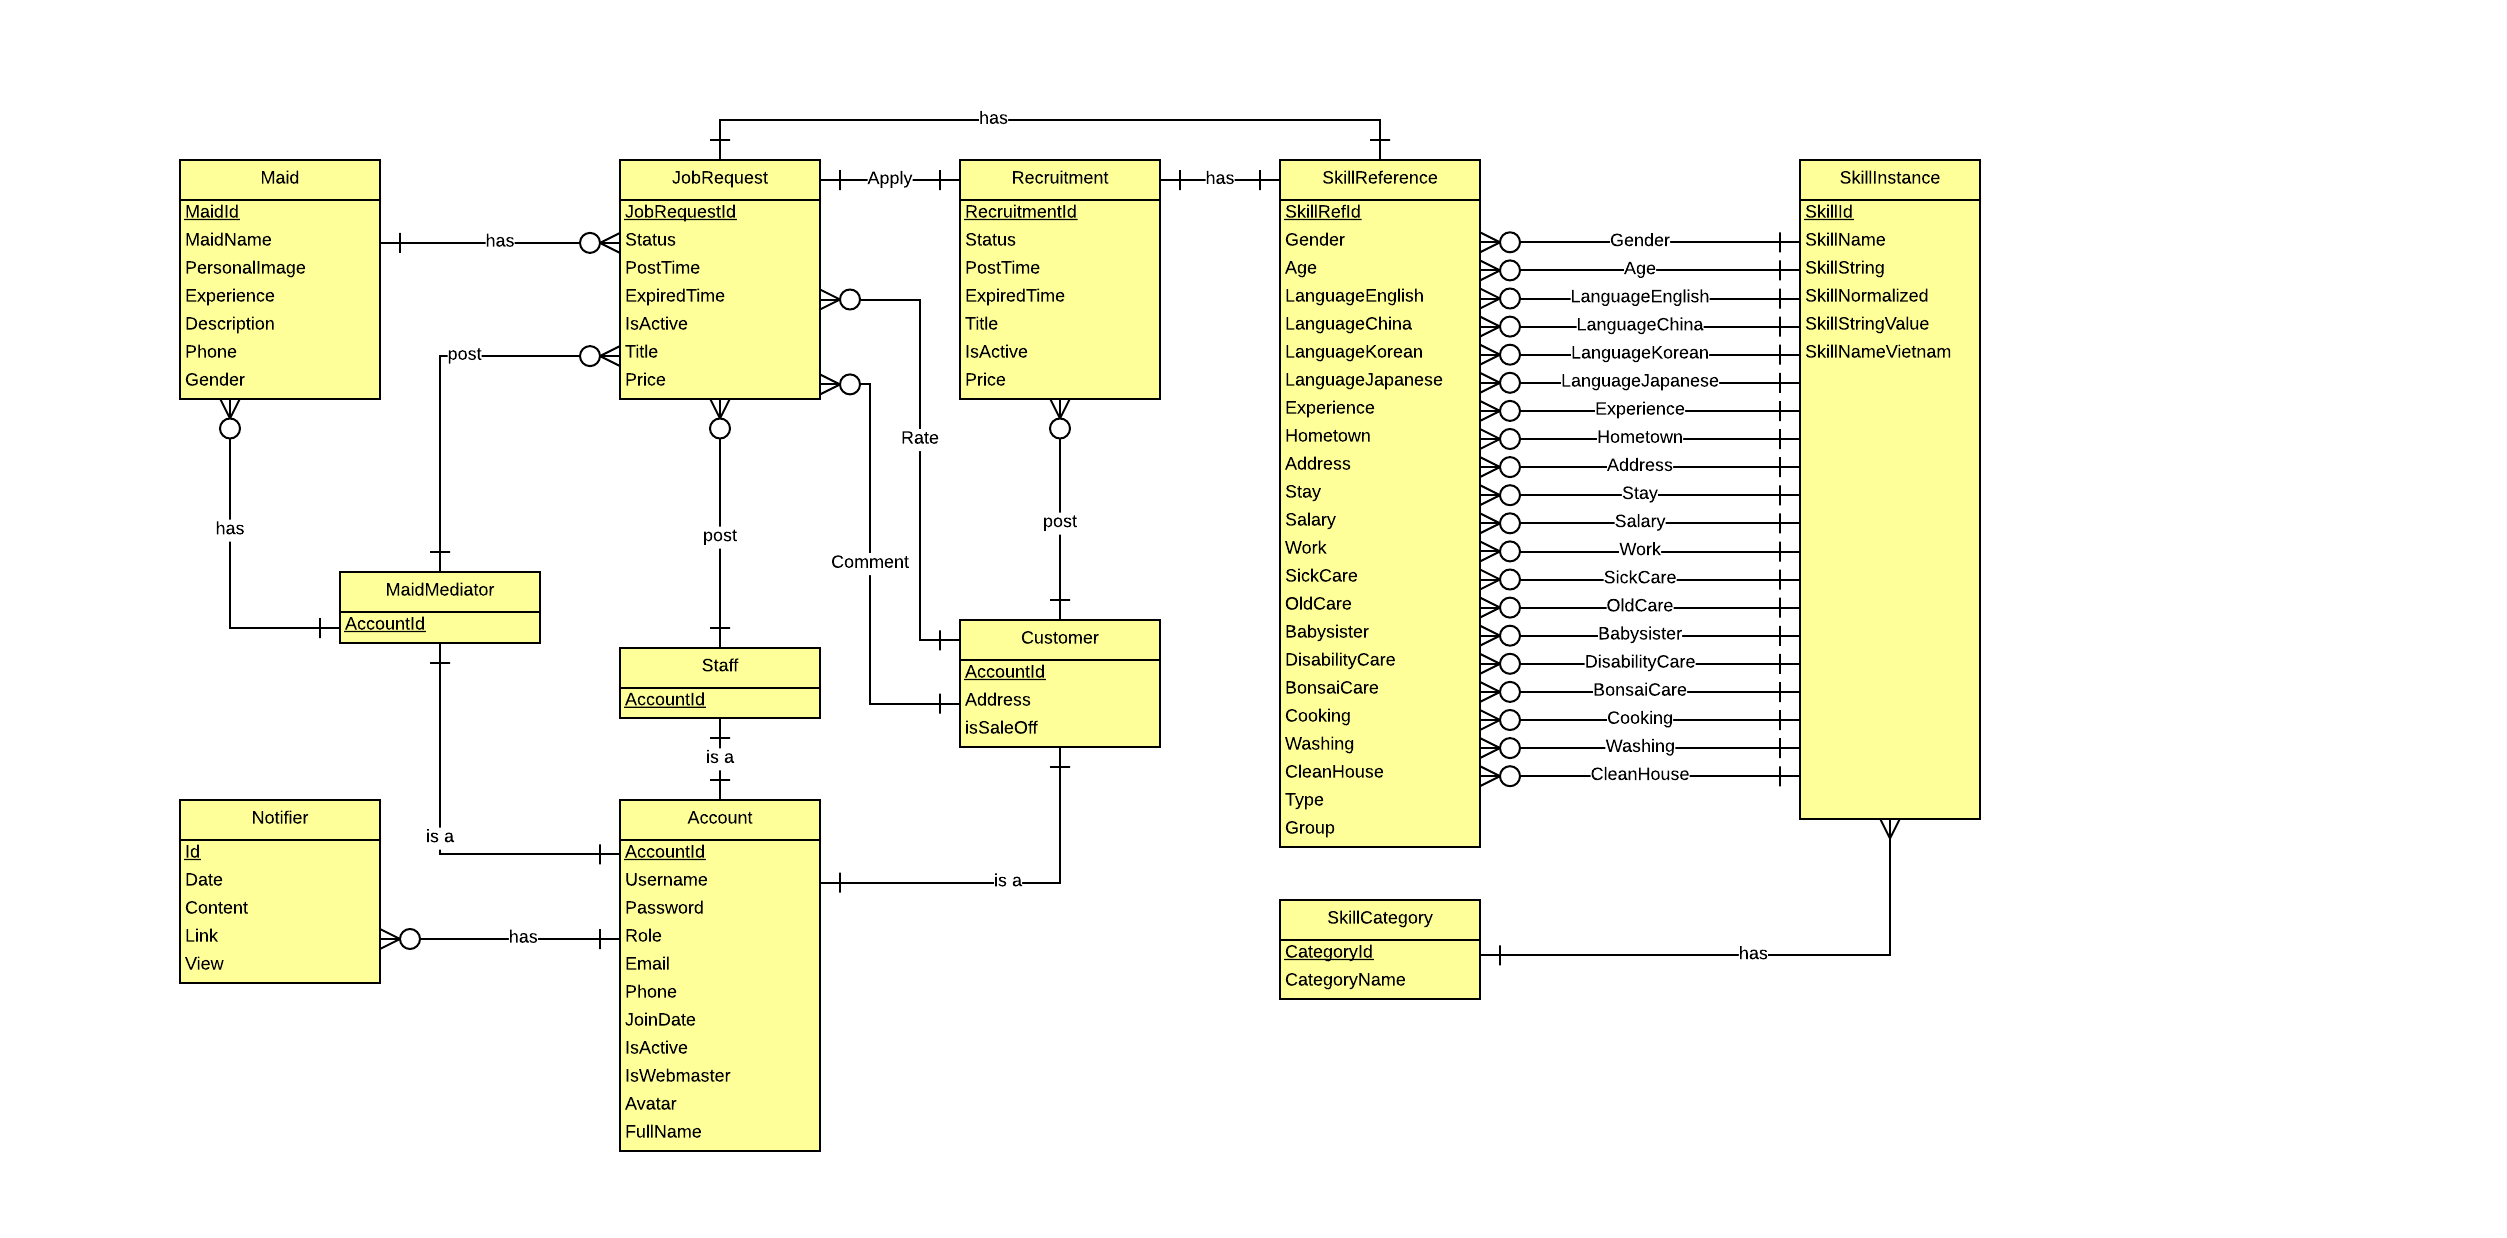 has
Maid
MaidId
MaidName
PersonalImage
Experience
Description
Phone
Gender
has
JobRequest
JobRequestId
Status
PostTime
ExpiredTime
IsActive
Title
Price
Apply
Recruitment
RecruitmentId
Status
PostTime
ExpiredTime
Title
IsActive
Price
has
SkillReference
SkillRefId
Gender
Age
LanguageEnglish
LanguageChina
LanguageKorean
LanguageJapanese
Experience
Hometown
Address
Stay
Salary
Work
SickCare
OldCare
Babysister
DisabilityCare
BonsaiCare
Cooking
Washing
CleanHouse
Type
Group
Gender
Age
LanguageEnglish
LanguageChina
LanguageKorean
LanguageJapanese
Experience
Hometown
Address
Stay
Salary
Work
SickCare
OldCare
Babysister
DisabilityCare
BonsaiCare
Cooking
Washing
CleanHouse
SkillInstance
SkillId
SkillName
SkillString
SkillNormalized
SkillStringValue
SkillNameVietnam
post
Rate
has
post
Comment
post
MaidMediator
AccountId
Staff
AccountId
Customer
AccountId
Address
isSaleOff
is a
is a
is a
Notifier
Id
Date
Content
Link
View
has
Account
AccountId
Username
Password
Role
Email
Phone
JoinDate
IsActive
IsWebmaster
Avatar
FullName
SkillCategory
CategoryId
CategoryName
has